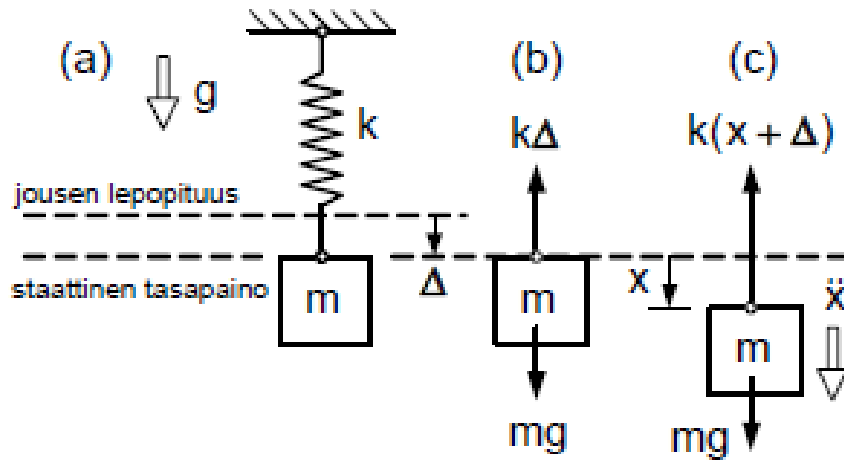 (a)
g
k
jousen lepopituus
staattinen tasapaino
m
Δ
(b)
kΔ
m
mg
(c)
k(x + Δ)
x
ẍ
m
mg